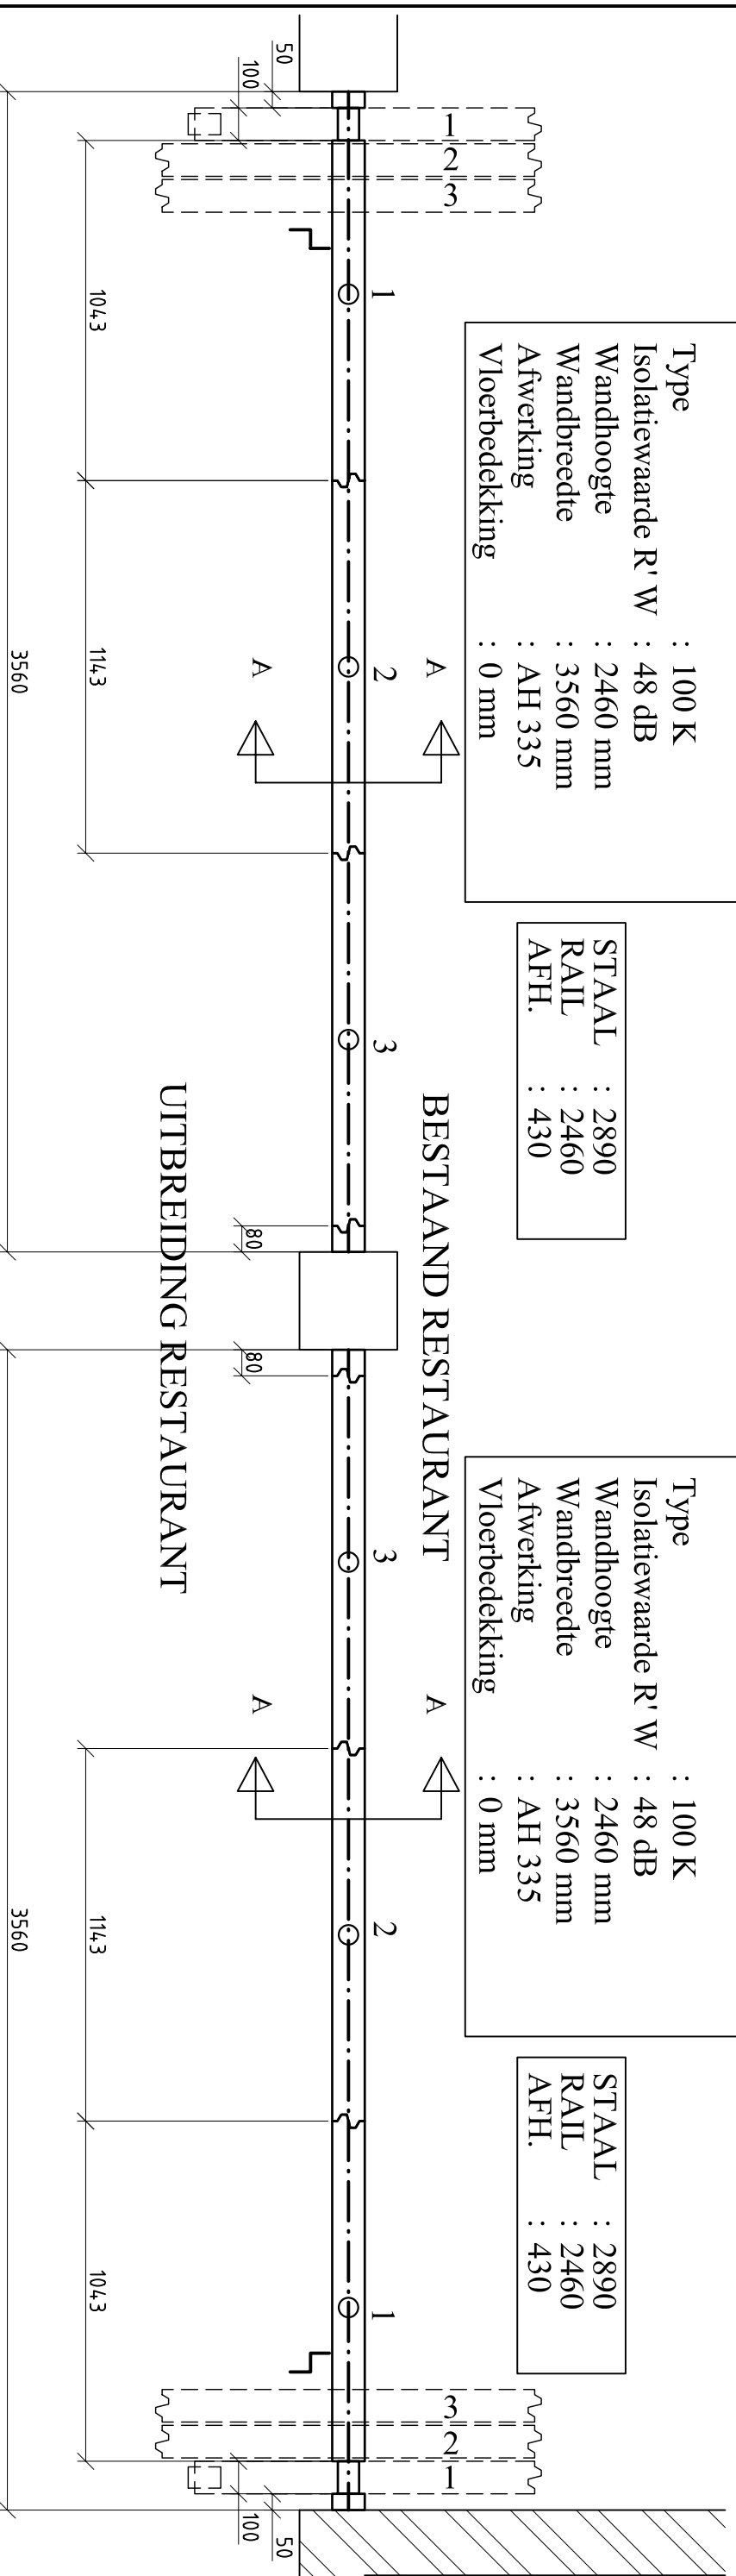 Type : 100 K
Isolatiewaarde R' W : 48 dB
Wandhoogte : 2460 mm
Wandbreedte : 3560 mm
Afwerking : AH 335
Vloerbedekking : 0 mm
STAAL : 2890
RAIL : 2460
AFH. : 430
Type : 100 K
Isolatiewaarde R' W : 48 dB
Wandhoogte : 2460 mm
Wandbreedte : 3560 mm
Afwerking : AH 335
Vloerbedekking : 0 mm
STAAL : 2890
RAIL : 2460
AFH. : 430
1
2
3
3
2
1
BESTAAND RESTAURANT
A
A
1
2
3
3
2
1
A
A
UITBREIDING RESTAURANT
50
100
80
80
100
50
1043
1143
1143
1043
3560
3560